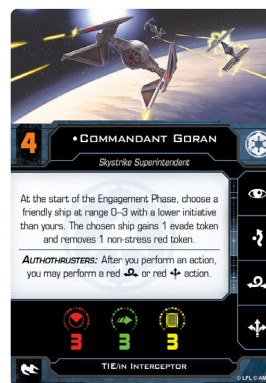 4
•COMMANDANT GORAN
Skystrike Superintendent
At the start of the Engagement Phase, choose a
friendly ship at range 0–3 with a lower initiative
than yours. The chosen ship gains 1 evade token
and removes 1 non-stress red token.
AUTOTHRUSTERS: After you perform an action,
you may perform a red or red action.
3 3 3
TIE/IN INTERCEPTOR
© LFL © AM